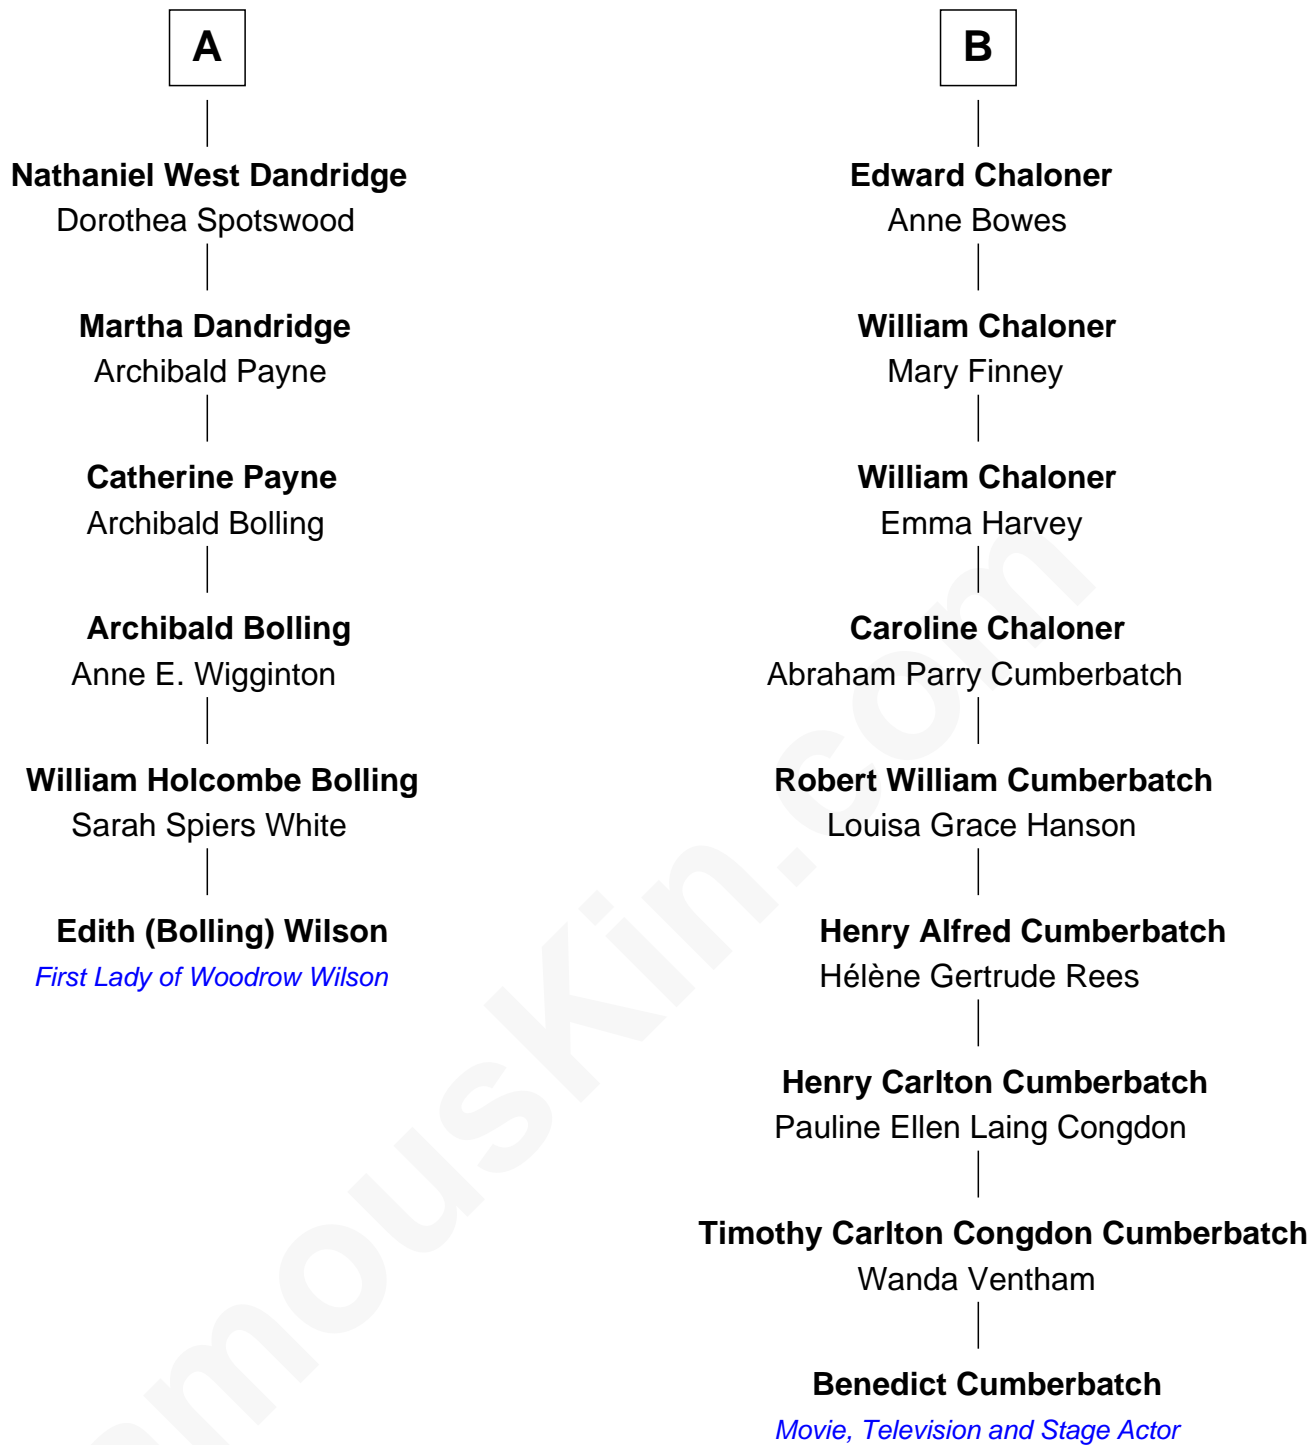 A
Nathaniel West Dandridge
Dorothea Spotswood
Martha Dandridge
Archibald Payne
Catherine Payne
Archibald Bolling
Archibald Bolling
Anne E. Wigginton
William Holcombe Bolling
Sarah Spiers White
Edith (Bolling) Wilson
First Lady of Woodrow Wilson
B
Edward Chaloner
Anne Bowes
William Chaloner
Mary Finney
William Chaloner
Emma Harvey
Caroline Chaloner
Abraham Parry Cumberbatch
Robert William Cumberbatch
Louisa Grace Hanson
Henry Alfred Cumberbatch
Hélène Gertrude Rees
Henry Carlton Cumberbatch
Pauline Ellen Laing Congdon
Timothy Carlton Congdon Cumberbatch
Wanda Ventham
Benedict Cumberbatch
Movie, Television and Stage Actor
amousKin.com